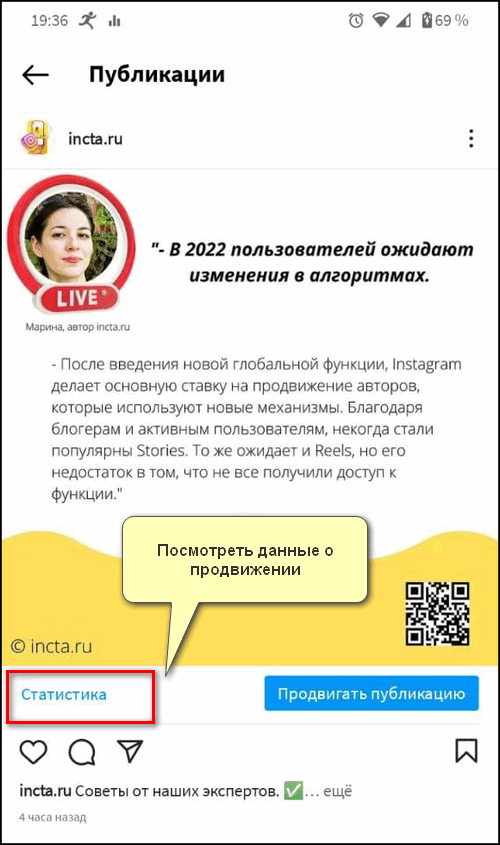 19:36
69 %
Публикации
incta.ru
"- В 2022 пользователей ожидают
изменения в алгоритмах.
LIVE
Марина, автор incta.ru
- После введения новой глобальной функции, Instagram
делает основную ставку на продвижение авторов,
которые используют новые механизмы. Благодаря
блогерам и активным пользователям, некогда стали
популярны Stories. То же ожидает и Reels, но его
недостаток в том, что не все получили доступ к
функции."
Посмотреть данные о
продвижении
© incta.ru
Статистика
Продвигать публикацию
incta.ru Советы от наших экспертов. ✅... ещё
4 часа назад